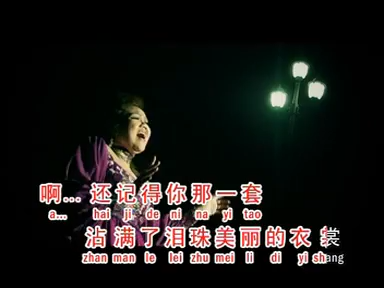 啊... 还记得你那一套
a... hai ji de ni na yi tao
沾满了泪珠美丽的衣裳
zhan man le lei zhu mei li di yi shang